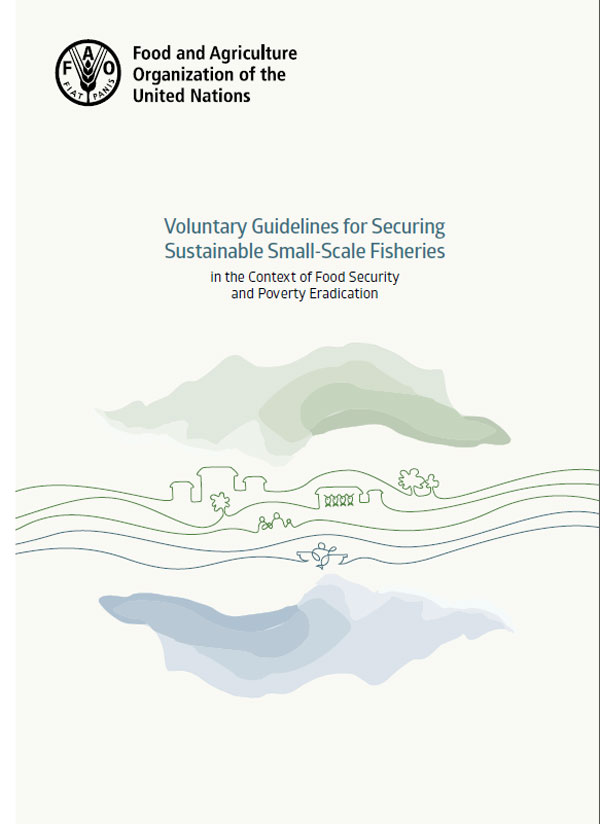 F A O
FIAT PANIS
Food and Agriculture
Organization of the
United Nations
Voluntary Guidelines for Securing
Sustainable Small-Scale Fisheries
in the Context of Food Security
and Poverty Eradication